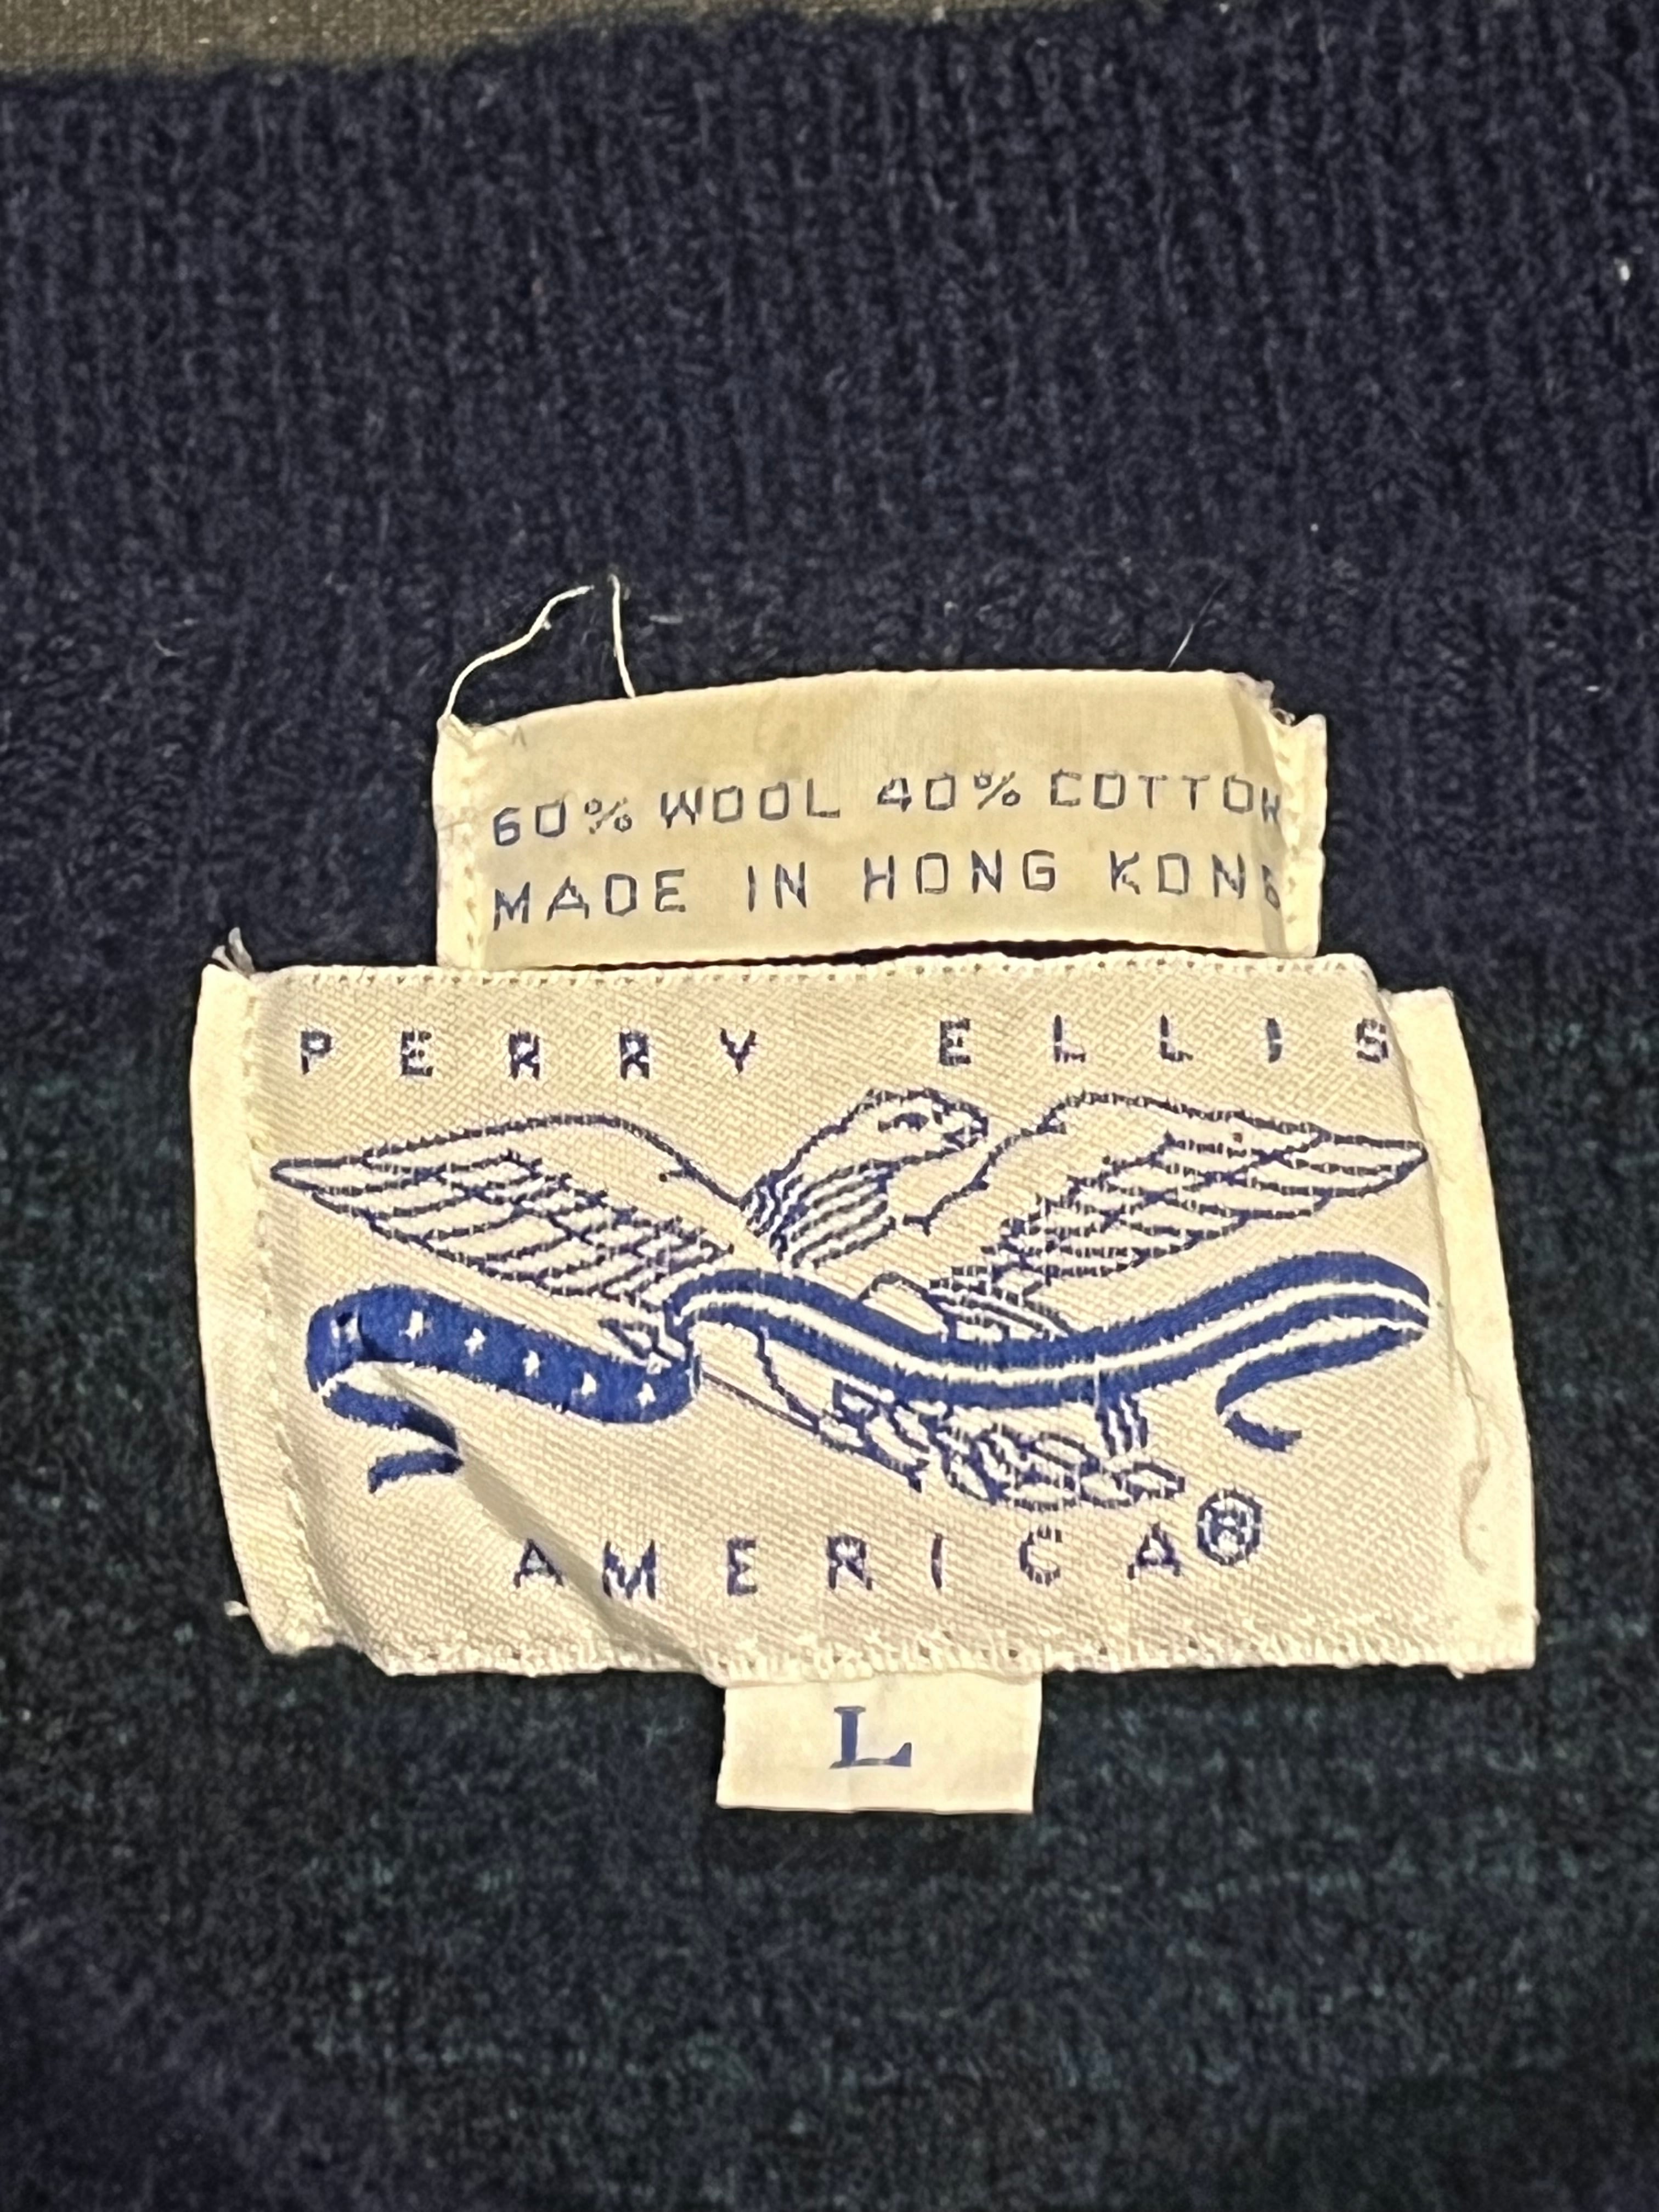 60% WOOL 40% COTTON
MADE IN HONG KONG
PERRY ELLIS
AMERICA®
L